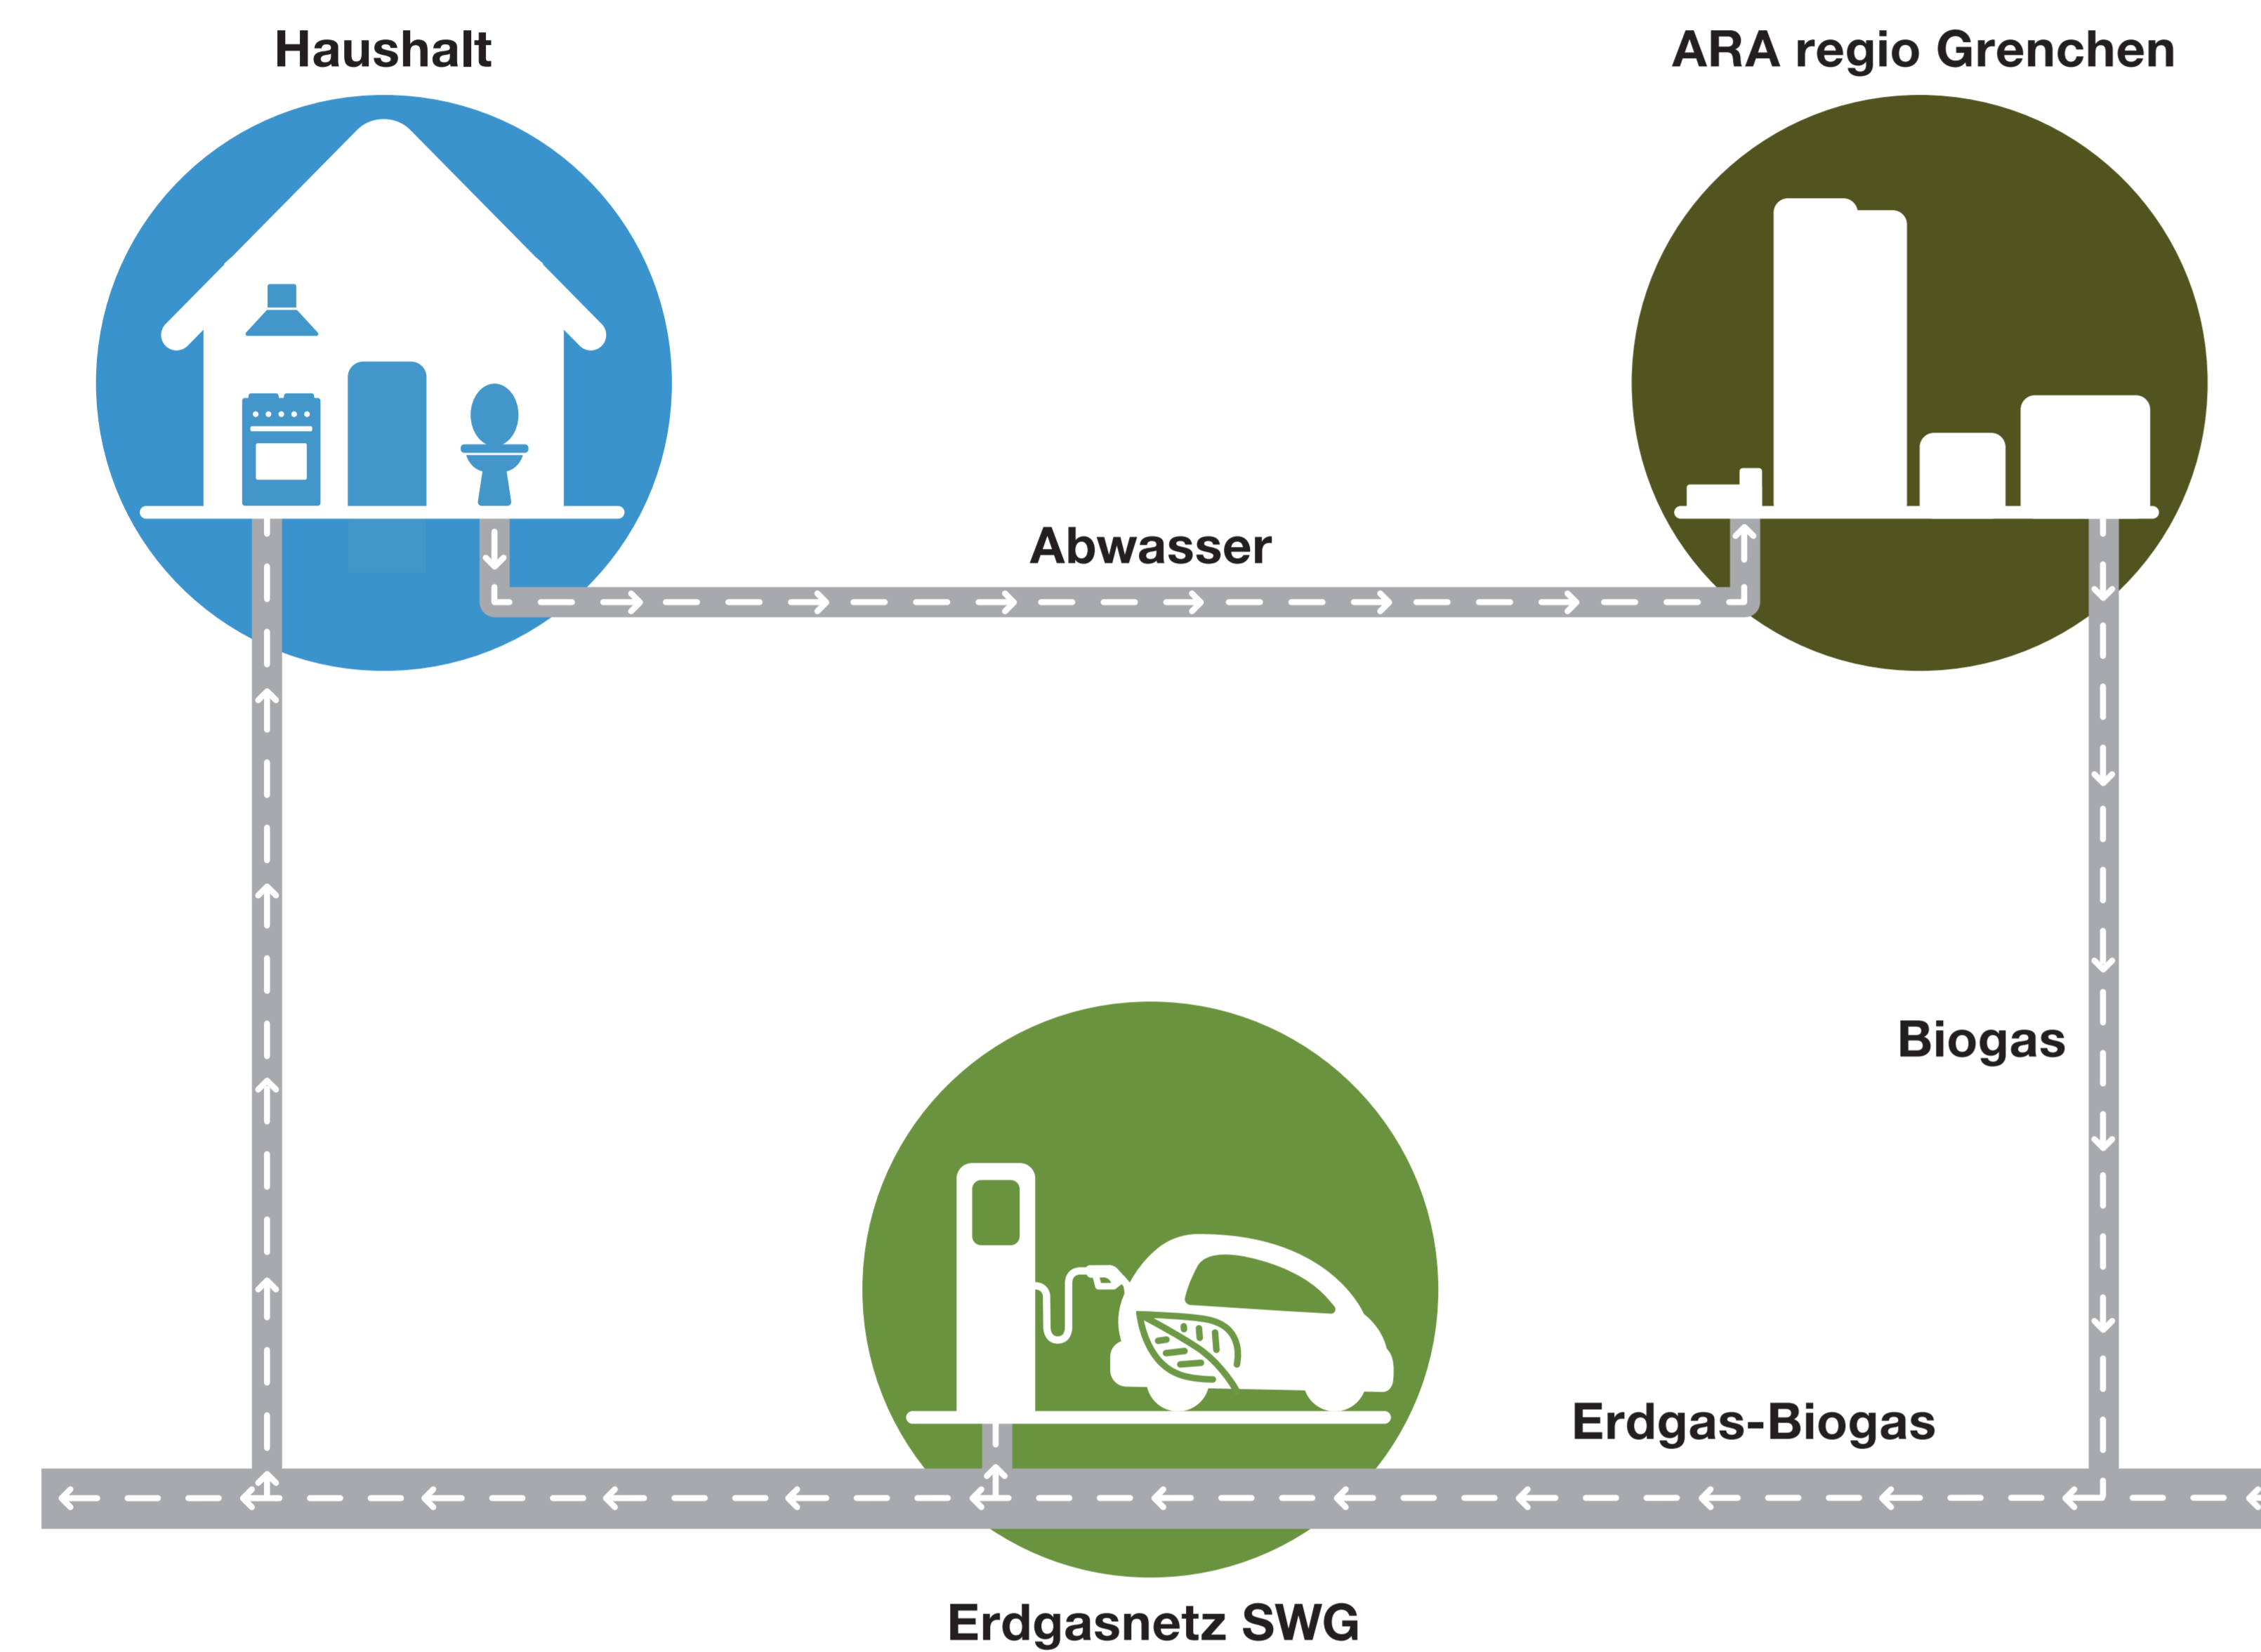 Haushalt
ARA regio Grenchen
Abwasser
Biogas
Erdgas-Biogas
Erdgasnetz SWG